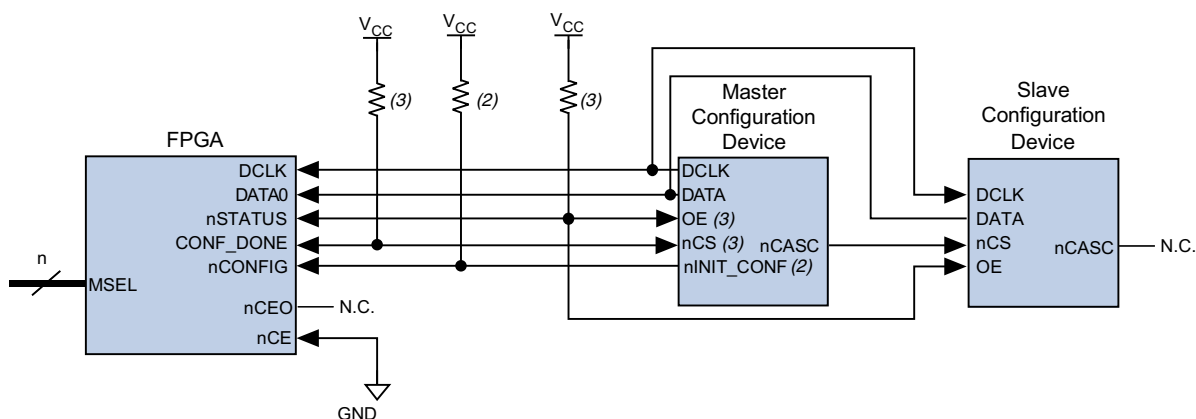 VCC
VCC
VCC
(3)
(2)
(3)
Master
Configuration
Device
Slave
Configuration
Device
FPGA
DCLK
DATA0
nSTATUS
CONF_DONE
nCONFIG
MSEL
nCEO
nCE
n
N.C.
GND
DCLK
DATA
OE (3)
nCS (3)
nCASC
nINIT_CONF (2)
DCLK
DATA
nCS
OE
nCASC
N.C.